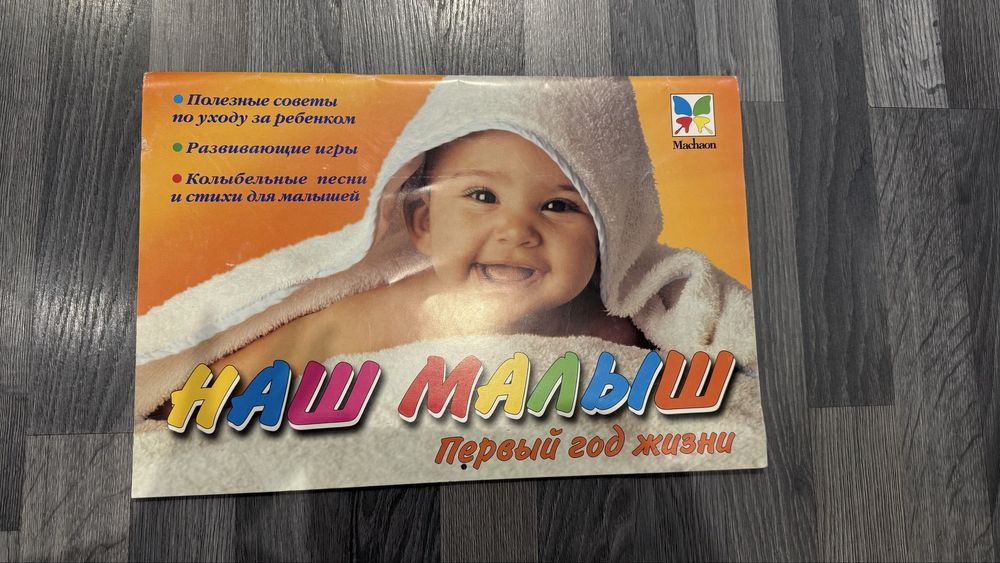 • Полезные советы
по уходу за ребенком
• Развивающие игры
• Колыбельные песни
и стихи для малышей
Machaon
НАШ МАЛЫШ
Первый год жизни